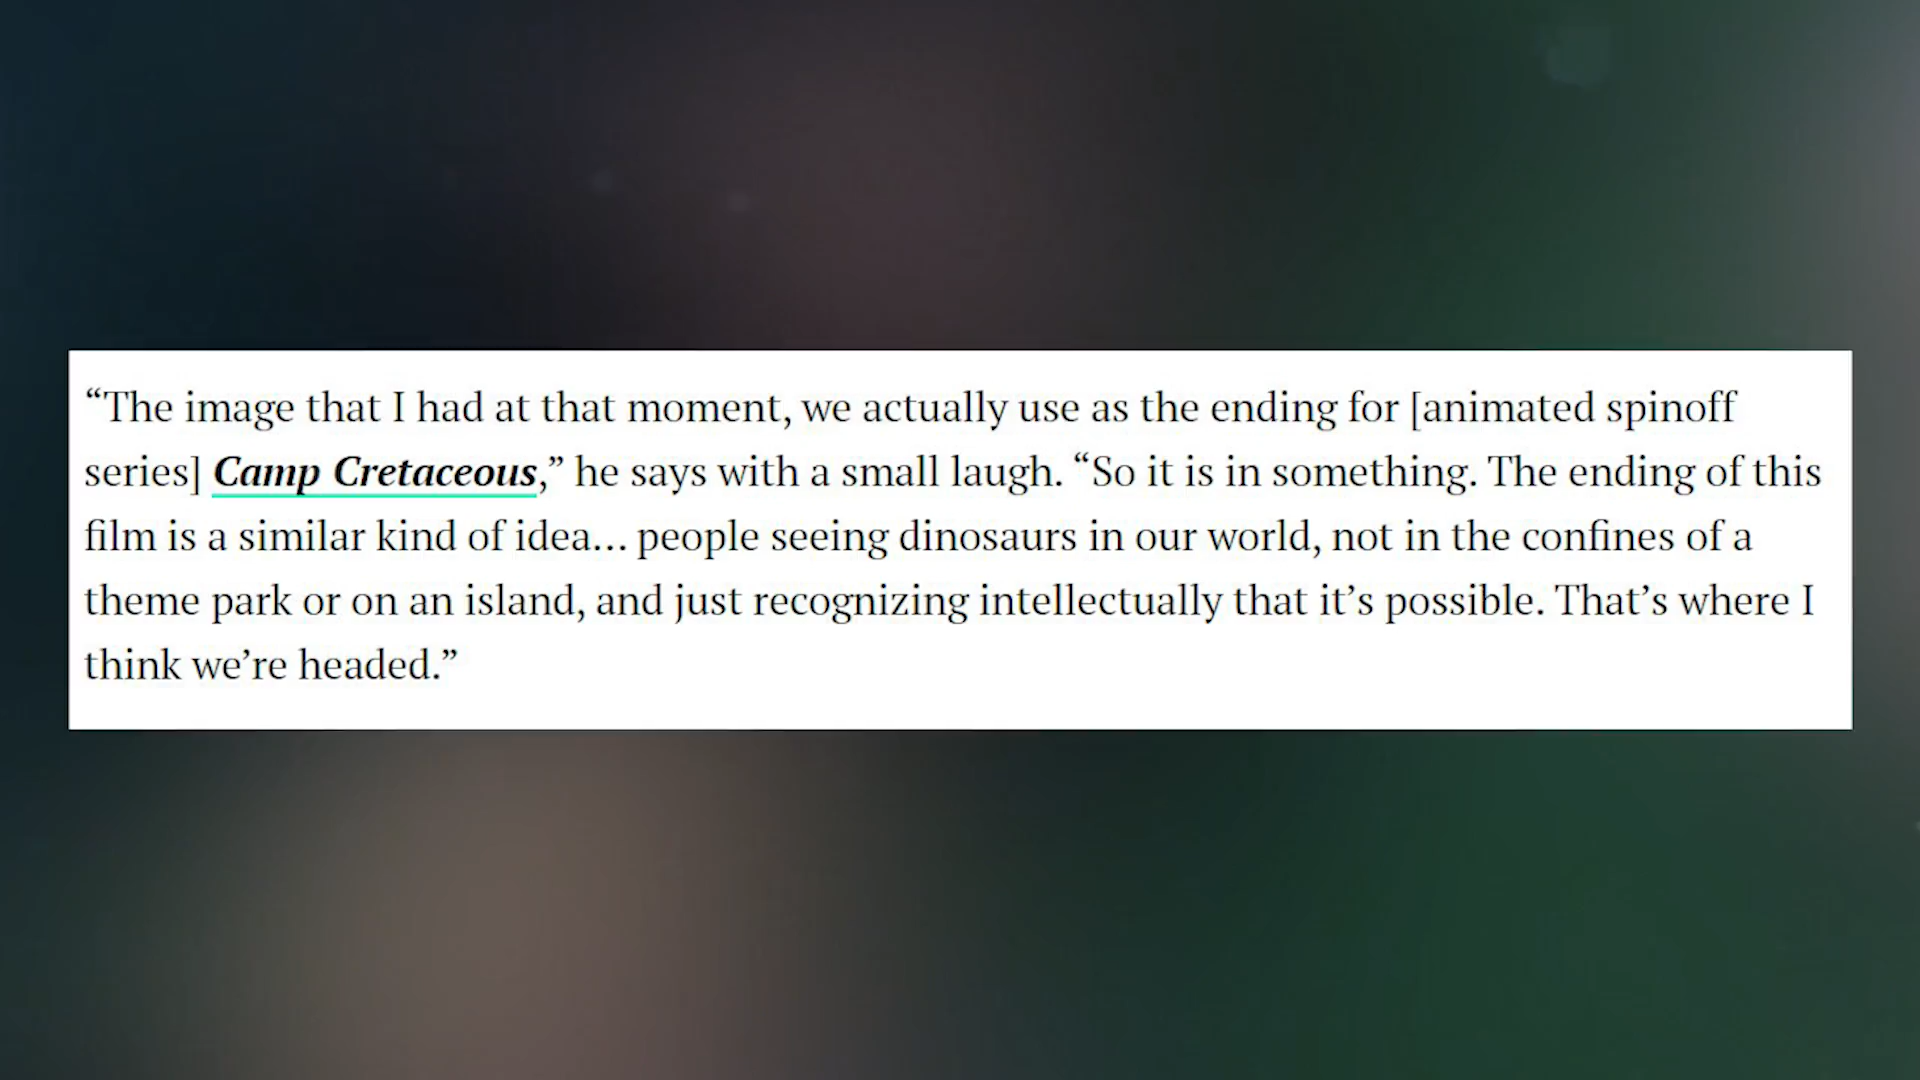 “The image that I had at that moment, we actually use as the ending for [animated spinoff
series] Camp Cretaceous,” he says with a small laugh. “So it is in something. The ending of this
film is a similar kind of idea… people seeing dinosaurs in our world, not in the confines of a
theme park or on an island, and just recognizing intellectually that it’s possible. That’s where I
think we’re headed.”